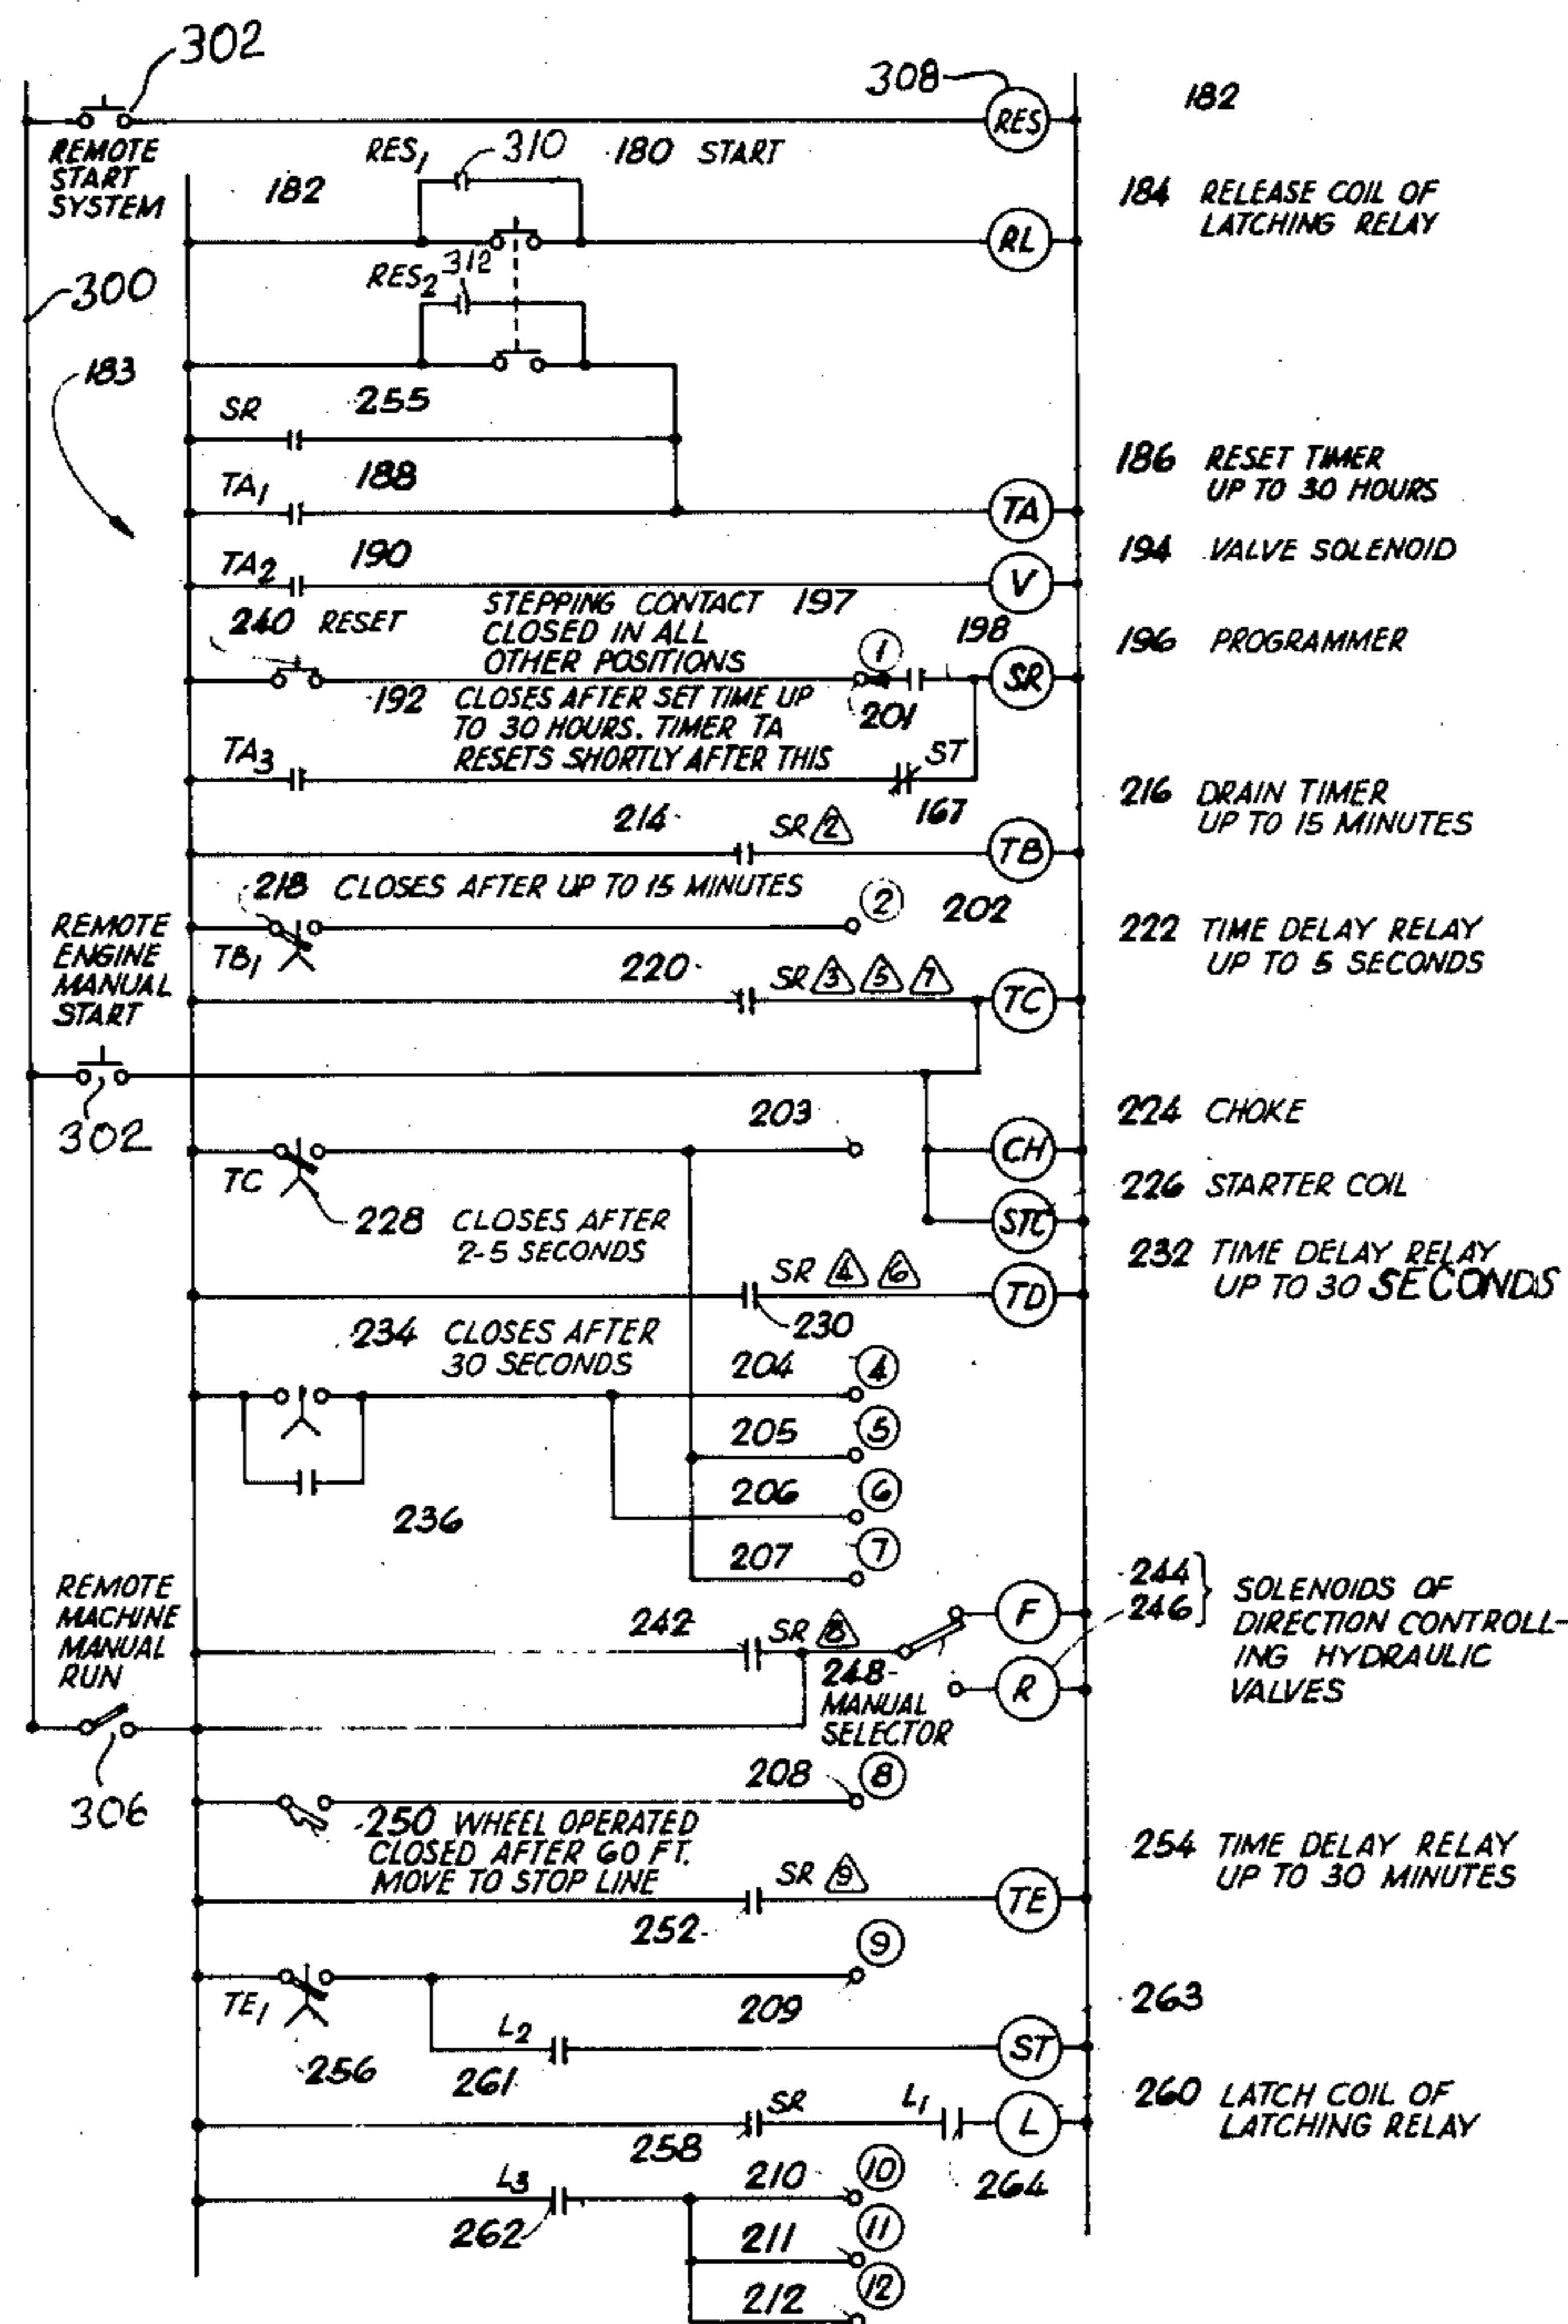 302
308
RES
182
REMOTE
START
SYSTEM
RES1
310
180 START
182
184 RELEASE COIL OF
LATCHING RELAY
RL
RES2
312
300
183
SR
255
TA1
188
186 RESET TIMER
UP TO 30 HOURS
TA
TA2
190
V
194 VALVE SOLENOID
240 RESET
STEPPING CONTACT 197
CLOSED IN ALL
OTHER POSITIONS
1
198
SR
196 PROGRAMMER
192 CLOSES AFTER SET TIME UP
TO 30 HOURS. TIMER TA
RESETS SHORTLY AFTER THIS
201
TA3
ST
167
214
SR 2
TB
216 DRAIN TIMER
UP TO 15 MINUTES
218 CLOSES AFTER UP TO 15 MINUTES
2
202
TB1
REMOTE
ENGINE
MANUAL
START
220
SR 3 5 7
TC
222 TIME DELAY RELAY
UP TO 5 SECONDS
302
203
CH
224 CHOKE
TC
228 CLOSES AFTER
2-5 SECONDS
STC
226 STARTER COIL
SR 4 6
TD
232 TIME DELAY RELAY
UP TO 30 SECONDS
230
234 CLOSES AFTER
30 SECONDS
204
4
205
5
206
6
236
207
7
REMOTE
MACHINE
MANUAL
RUN
242
SR 8
F
244
246
SOLENOIDS OF
DIRECTION CONTROLL-
ING HYDRAULIC
VALVES
248
MANUAL
SELECTOR
R
306
208
8
250 WHEEL OPERATED
CLOSED AFTER 60 FT.
MOVE TO STOP LINE
SR 9
TE
254 TIME DELAY RELAY
UP TO 30 MINUTES
252
9
TE1
209
263
256
L2
261
ST
SR
L1
L
260 LATCH COIL OF
LATCHING RELAY
258
264
L3
262
210
10
211
11
212
12